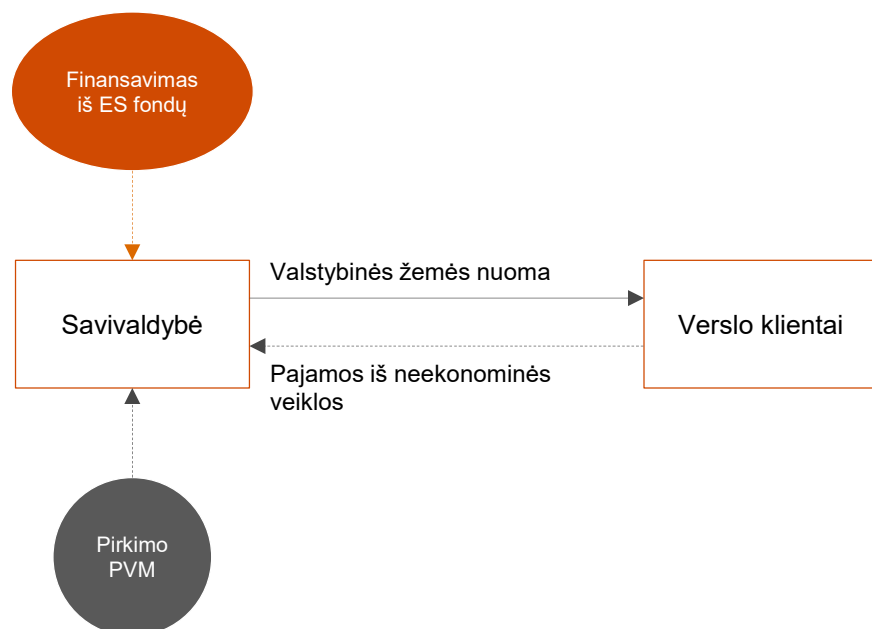 Finansavimas
iš ES fondų
Valstybinės žemės nuoma
Savivaldybė
Verslo klientai
Pajamos iš neekonominės
veiklos
Pirkimo
PVM